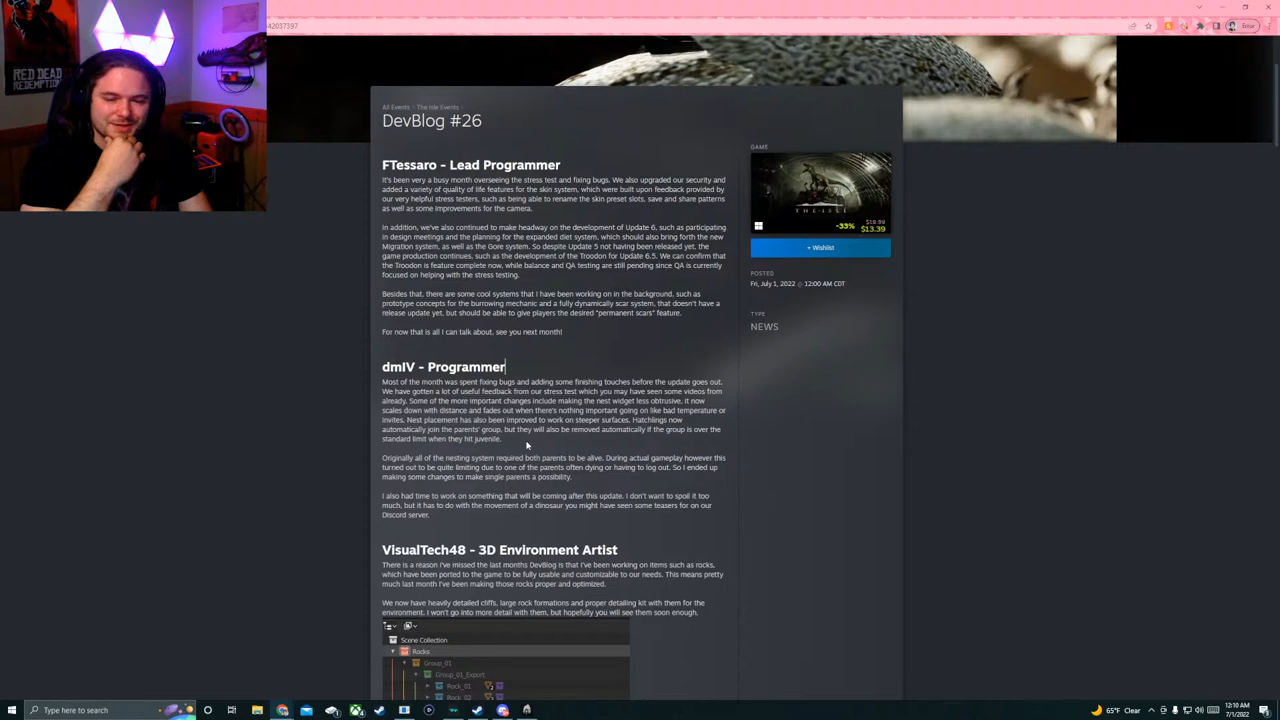 42037397
Error
RED DEAD
REDEMPTION
All Events > The Isle Events >
DevBlog #26
FTessaro - Lead Programmer
It's been very a busy month overseeing the stress test and fixing bugs. We also upgraded our security and
added a variety of quality of life features for the skin system, which were built upon feedback provided by
our very helpful stress testers, such as being able to rename the skin preset slots, save and share patterns
as well as some improvements for the camera.
In addition, we've also continued to make headway on the development of Update 6, such as participating
in design meetings and the planning for the expanded diet system, which should also bring forth the new
Migration system, as well as the Gore system. So despite Update 5 not having been released yet, the
game production continues, such as the development of the Troodon for Update 6.5. We can confirm that
the Troodon is feature complete now, while balance and QA testing are still pending since QA is currently
focused on helping with the stress testing.
Besides that, there are some cool systems that I have been working on in the background, such as
prototype concepts for the burrowing mechanic and a fully dynamically scar system, that doesn't have a
release update yet, but should be able to give players the desired "permanent scars" feature.
For now that is all I can talk about, see you next month!
dmIV - Programmer
Most of the month was spent fixing bugs and adding some finishing touches before the update goes out.
We have gotten a lot of useful feedback from our stress test which you may have seen some videos from
already. Some of the more important changes include making the nest widget less obtrusive, it now
scales down with distance and fades out when there's nothing important going on like bad temperature or
invites. Nest placement has also been improved to work on steeper surfaces. Hatchlings now
automatically join the parents' group, but they will also be removed automatically if the group is over the
standard limit when they hit juvenile.
Originally all of the nesting system required both parents to be alive. During actual gameplay however this
turned out to be quite limiting due to one of the parents often dying or having to log out. So I ended up
making some changes to make single parents a possibility.
I also had time to work on something that will be coming after this update. I don't want to spoil it too
much, but it has to do with the movement of a dinosaur you might have seen some teasers for on our
Discord server.
VisualTech48 - 3D Environment Artist
There is a reason I've missed the last months DevBlog is that I've been working on items such as rocks,
which have been ported to the game to be fully usable and customizable to our needs. This means pretty
much last month I've been making those rocks proper and optimized.
We now have heavily detailed cliffs, large rock formations and proper detailing kit with them for the
environment. I won't go into more detail with them, but hopefully you will see them soon enough.
Scene Collection
Rocks
Group_01
Group_01_Export
Rock_01
Rock_02
GAME
THE ISLE
-33%
$19.99
$13.39
+ Wishlist
POSTED
Fri, July 1, 2022 @ 12:00 AM CDT
TYPE
NEWS
Type here to search
65°F Clear
12:10 AM
7/1/2022